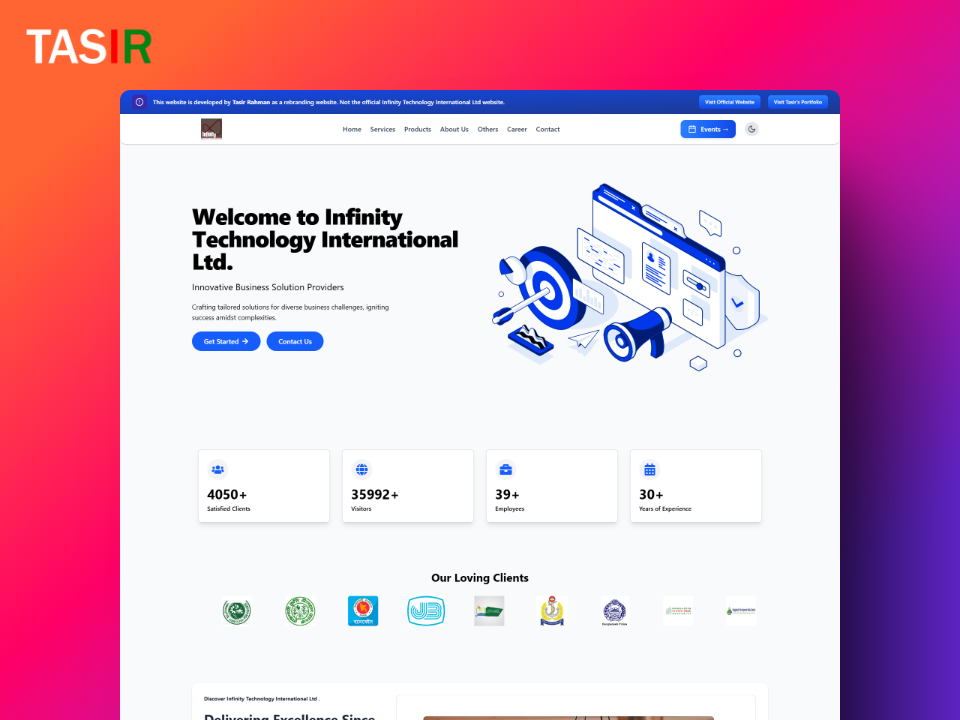 TASIR
This website is developed by Tasir Rahman as a rebranding website. Not the official Infinity Technology International Ltd website.
Visit Official Website
Visit Tasir's Portfolio
Infinity
Home Services Products About Us Others Career Contact
Events →
Welcome to Infinity
Technology International
Ltd.
Innovative Business Solution Providers
Crafting tailored solutions for diverse business challenges, igniting
success amidst complexities.
Get Started →
Contact Us
4050+
Satisfied Clients
35992+
Visitors
39+
Employees
30+
Years of Experience
Our Loving Clients
Discover Infinity Technology International Ltd .
Delivering Excellence Since